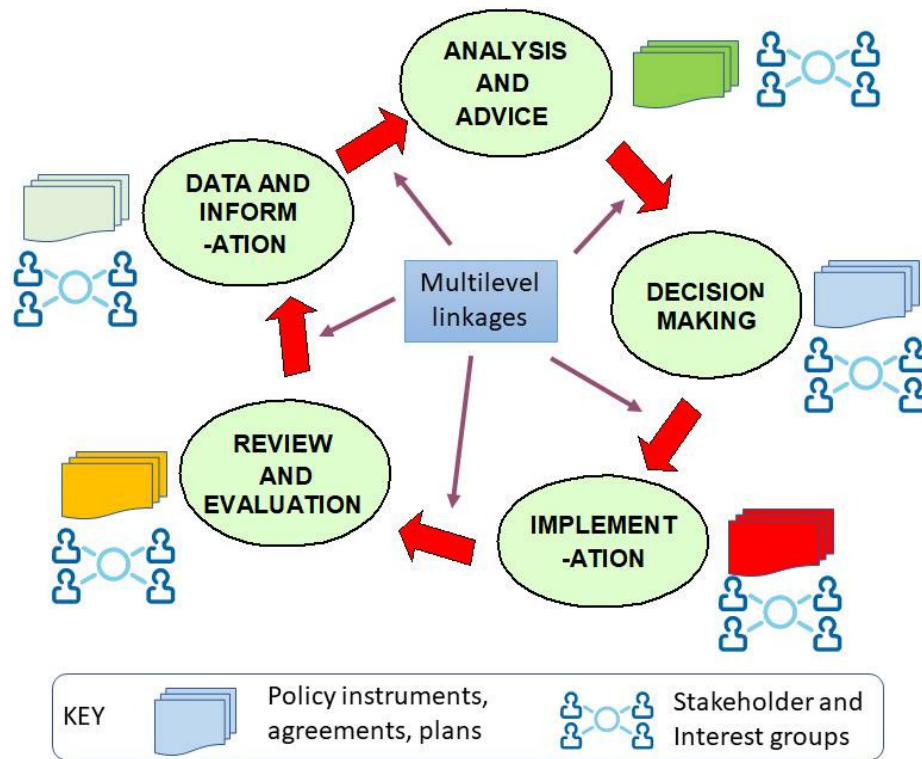 ANALYSIS
AND
ADVICE
DATA AND
INFORM
-ATION
Multilevel
linkages
DECISION
MAKING
REVIEW
AND
EVALUATION
IMPLEMENT
-ATION
KEY
Policy instruments,
agreements, plans
Stakeholder and
Interest groups